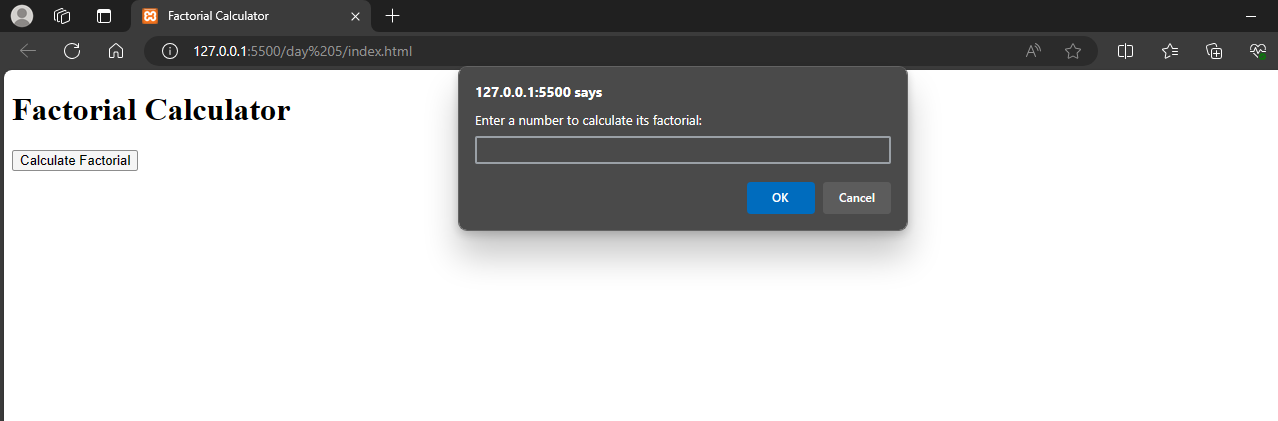 Factorial Calculator
127.0.0.1:5500/day%205/index.html
Factorial Calculator
Calculate Factorial
127.0.0.1:5500 says
Enter a number to calculate its factorial:
OK Cancel